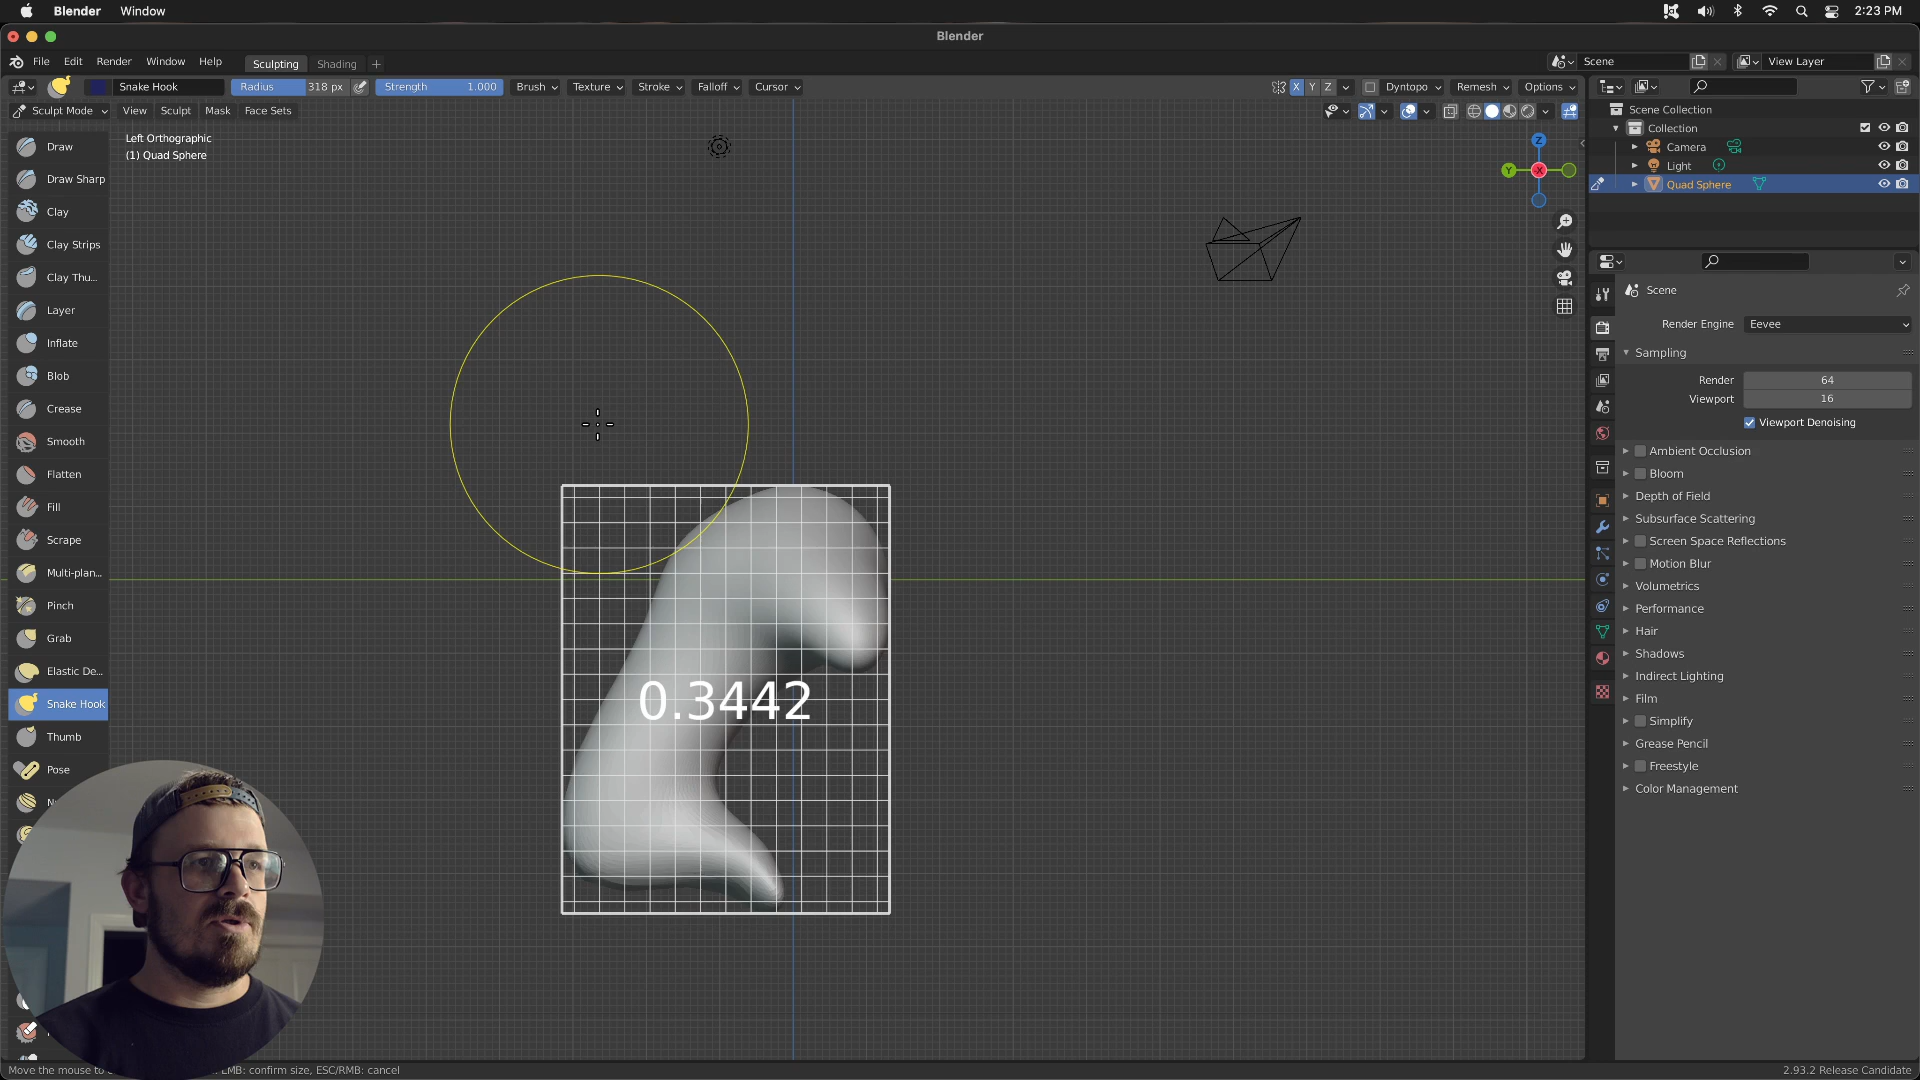 Blender Window 2:23 PM
Blender
File Edit Render Window Help Sculpting Shading + Scene View Layer
Snake Hook Radius 318 px Strength 1.000 Brush Texture Stroke Falloff Cursor X Y Z Dyntopo Remesh Options
Sculpt Mode View Sculpt Mask Face Sets
Left Orthographic
(1) Quad Sphere
Draw
Draw Sharp
Clay
Clay Strips
Clay Thu...
Layer
Inflate
Blob
Crease
Smooth
Flatten
Fill
Scrape
Multi-plan...
Pinch
Grab
Elastic De...
Snake Hook
Thumb
Pose
Z
Y
X
0.3442
Scene Collection
Collection
Camera
Light
Quad Sphere
Scene
Render Engine Eevee
Sampling
Render 64
Viewport 16
Viewport Denoising
Ambient Occlusion
Bloom
Depth of Field
Subsurface Scattering
Screen Space Reflections
Motion Blur
Volumetrics
Performance
Hair
Shadows
Indirect Lighting
Film
Simplify
Grease Pencil
Freestyle
Color Management
Move the mouse to LMB: confirm size, ESC/RMB: cancel
2.93.2 Release Candidate